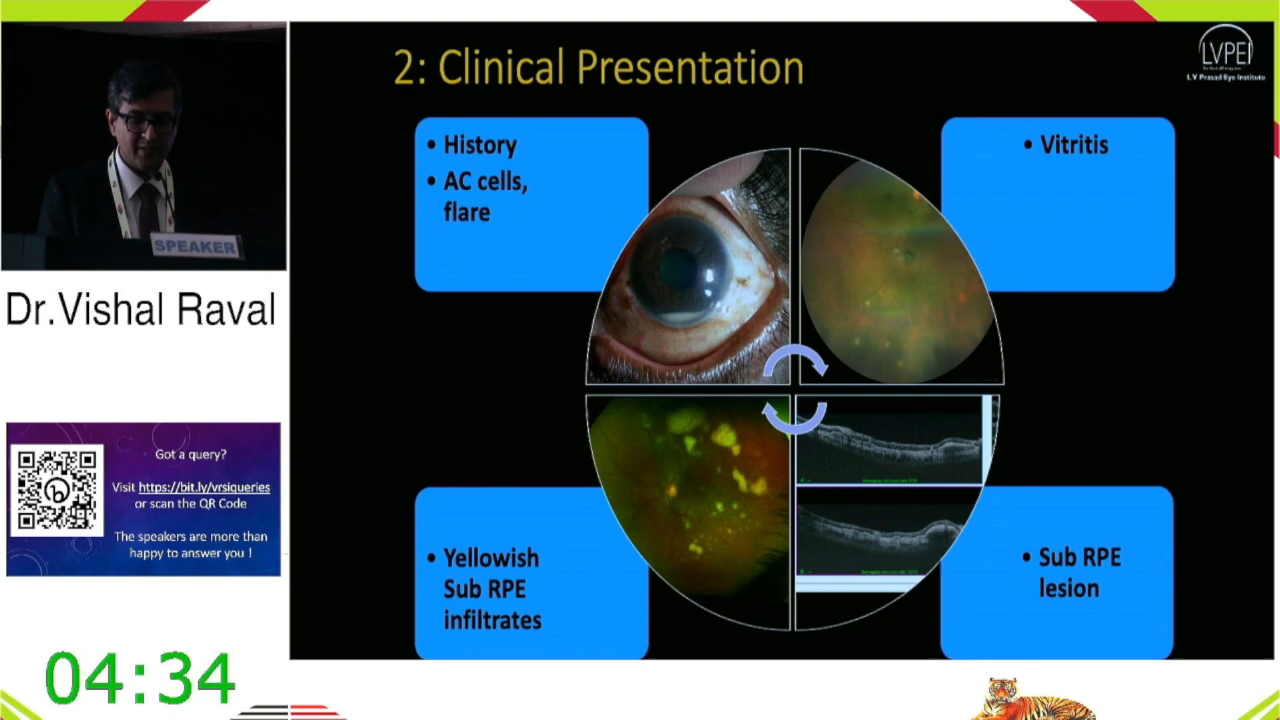 2: Clinical Presentation
LVPEI
L V Prasad Eye Institute
• History
• AC cells,
flare
• Vitritis
SPEAKER
Dr.Vishal Raval
Got a query?
Visit https://bit.ly/vrsiqueries
or scan the QR Code
The speakers are more than
happy to answer you !
• Yellowish
Sub RPE
infiltrates
• Sub RPE
lesion
04:34